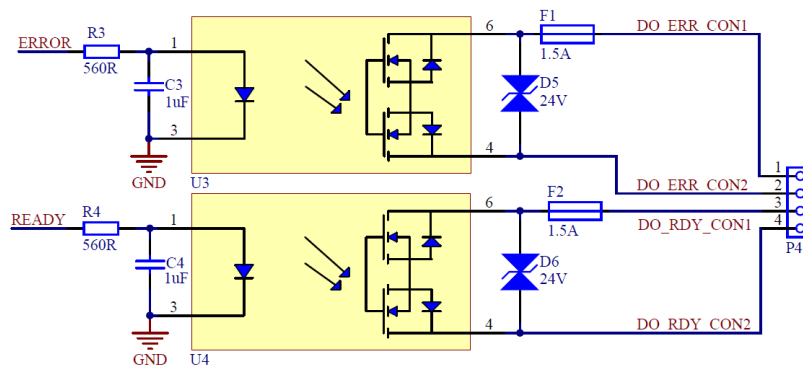 R3
ERROR
560R
C3
1uF
1
3
GND
U3
6
4
F1
1.5A
D5
24V
DO_ERR_CON1
DO_ERR_CON2
R4
READY
560R
C4
1uF
1
3
GND
U4
6
4
F2
1.5A
D6
24V
DO_RDY_CON1
DO_RDY_CON2
1
2
3
4
P4